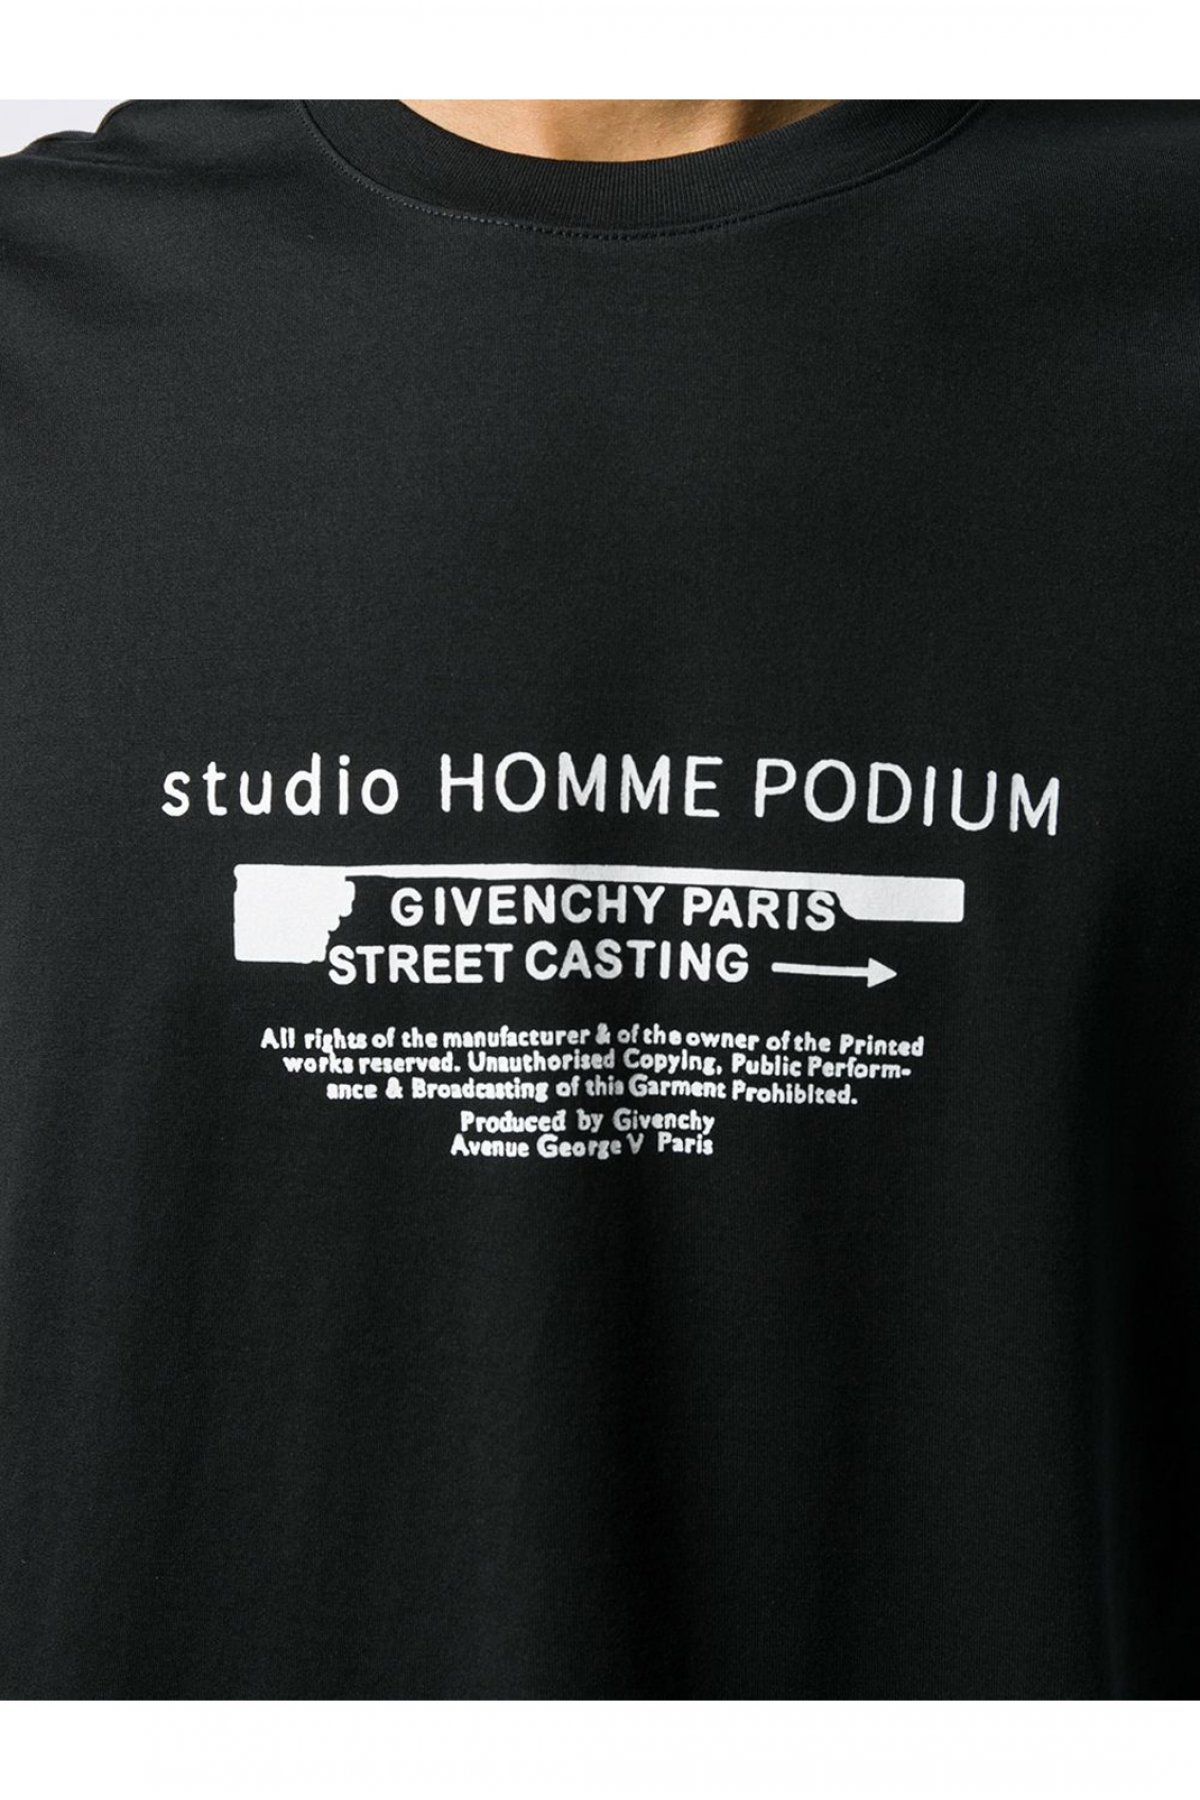 studio HOMME PODIUM
GIVENCHY PARIS
STREET CASTING →
All rights of the manufacturer & of the owner of the Printed
works reserved. Unauthorised Copying, Public Perform-
ance & Broadcasting of this Garment Prohibited.
Produced by Givenchy
Avenue George V Paris